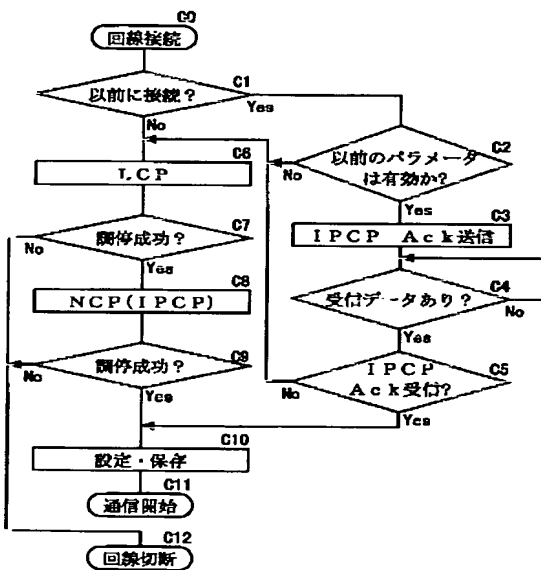 C0
回線接続
C1
以前に接続？
Yes
No
C2
以前のパラメータ
は有効か？
No
Yes
C6
LCP
C3
IPCP Ack送信
C7
調停成功？
No
Yes
C4
受信データあり？
No
Yes
C8
NCP(IPCP)
C9
調停成功？
No
Yes
C5
IPCP
Ack受信？
No
Yes
C10
設定・保存
C11
通信開始
C12
回線切断